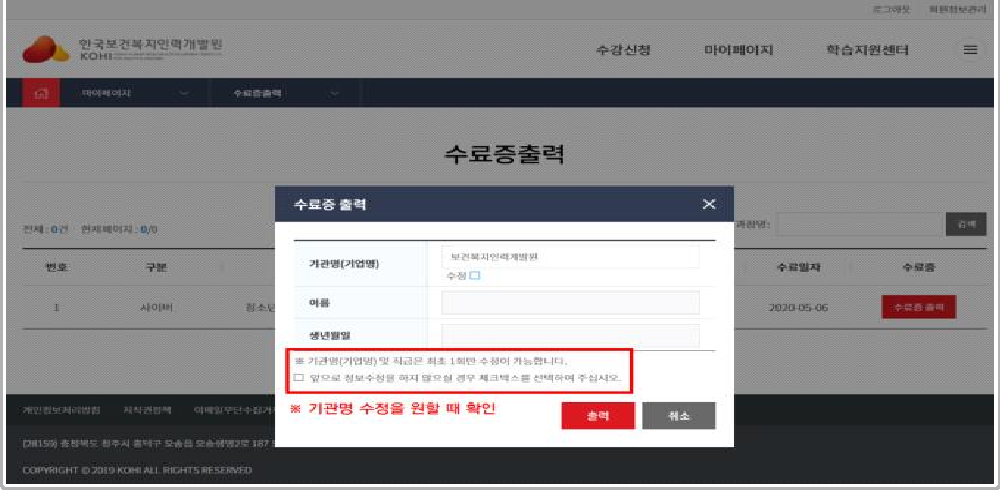 로그아웃 회원정보관리
한국보건복지인력개발원
KOHI
수강신청 마이페이지 학습지원센터
마이페이지 수료증출력
수료증출력
전체 : 0건 현재페이지 : 0/0
과정명: 검색
번호 구분 수료일자 수료증
1 사이버 청소년 2020-05-06 수료증 출력
수료증 출력
기관명(기업명) 보건복지인력개발원
수정
이름
생년월일
※ 기관명(기업명) 및 직급은 최초 1회만 수정이 가능합니다.
앞으로 정보수정을 하지 않으실 경우 체크박스를 선택하여 주십시오.
※ 기관명 수정을 원할 때 확인
출력 취소
개인정보처리방침 저작권정책 이메일무단수집거
(28159) 충청북도 청주시 흥덕구 오송읍 오송생명2로 187
COPYRIGHT © 2019 KOHI ALL RIGHTS RESERVED